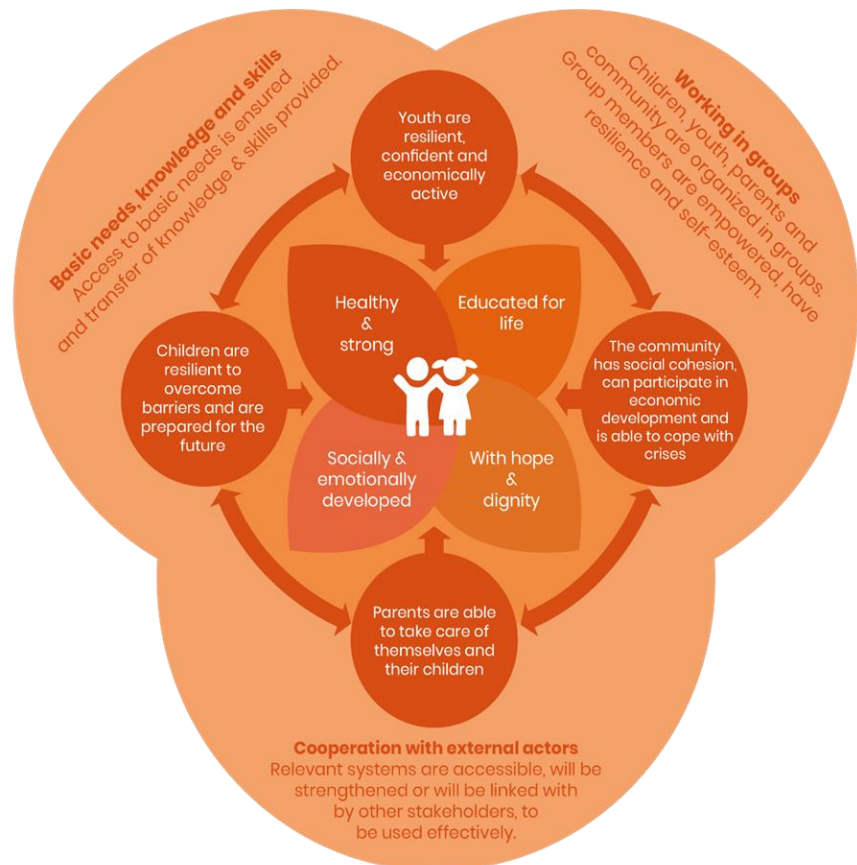 Basic needs, knowledge and skills
Access to basic needs is ensured
and transfer of knowledge & skills provided.
Working in groups
Children, youth, parents and
community are organized in groups.
Group members are empowered, have
resilience and self-esteem.
Youth are
resilient,
confident and
economically
active
Healthy
&
strong
Educated for
life
Children are
resilient to
overcome
barriers and are
prepared for the
future
The community
has social cohesion,
can participate in
economic
development and
is able to cope with
crises
Socially &
emotionally
developed
With hope
&
dignity
Parents are able
to take care of
themselves and
their children
Cooperation with external actors
Relevant systems are accessible, will be
strengthened or will be linked with
by other stakeholders, to
be used effectively.